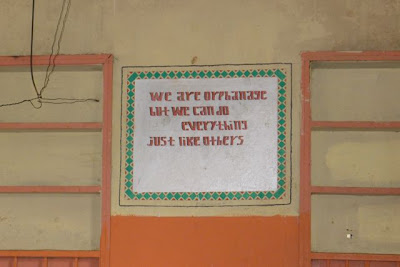 We are orphanage
but we can do
everything
just like others